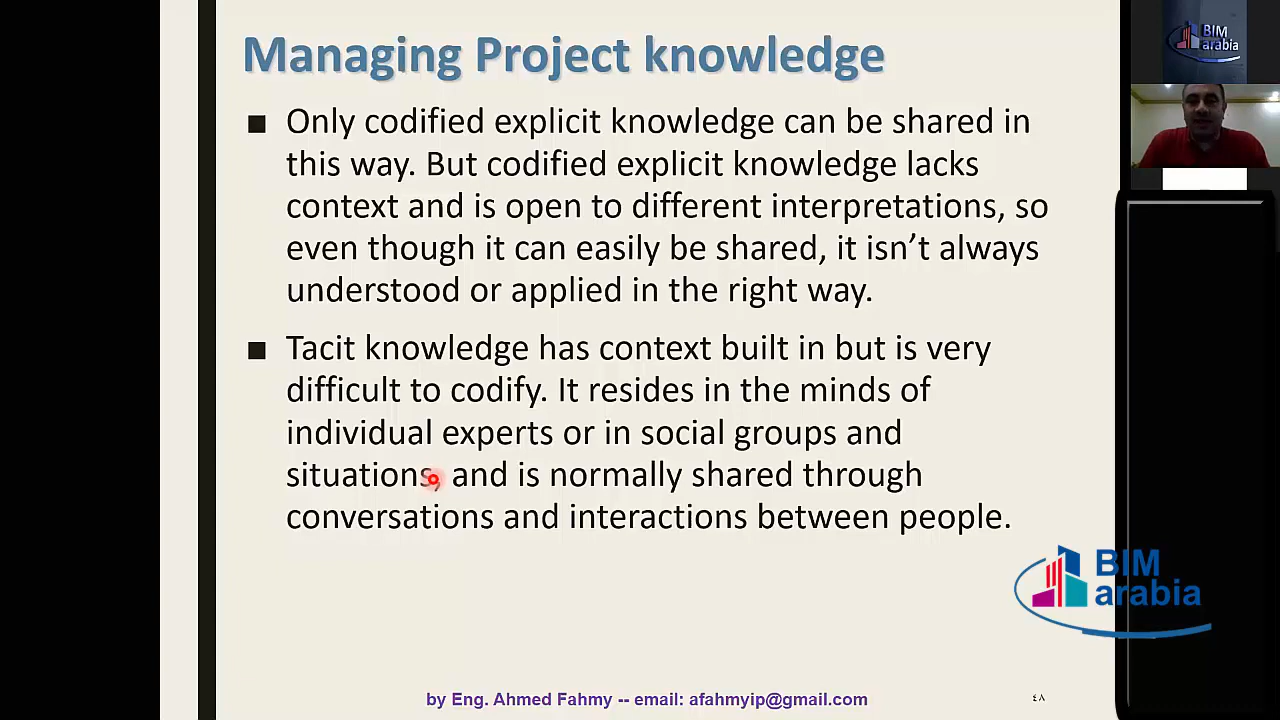 Managing Project knowledge
■ Only codified explicit knowledge can be shared in
this way. But codified explicit knowledge lacks
context and is open to different interpretations, so
even though it can easily be shared, it isn’t always
understood or applied in the right way.
■ Tacit knowledge has context built in but is very
difficult to codify. It resides in the minds of
individual experts or in social groups and
situations, and is normally shared through
conversations and interactions between people.
by Eng. Ahmed Fahmy -- email: afahmyip@gmail.com
٤٨
BIM
arabia
BIM
arabia